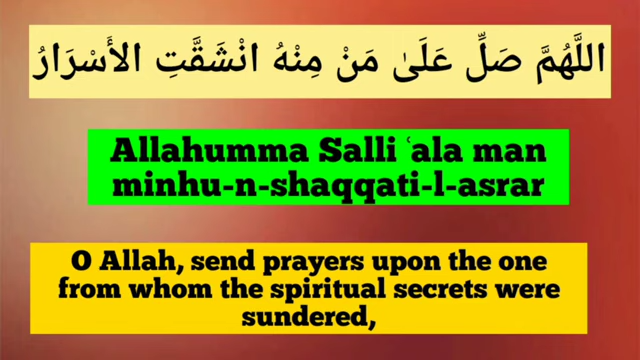 اللَّهُمَّ صَلِّ عَلَىٰ مَنْ مِنْهُ انْشَقَّتِ الأَسْرَارُ
Allahumma Salli ʿala man
minhu-n-shaqqati-l-asrar
O Allah, send prayers upon the one
from whom the spiritual secrets were
sundered,